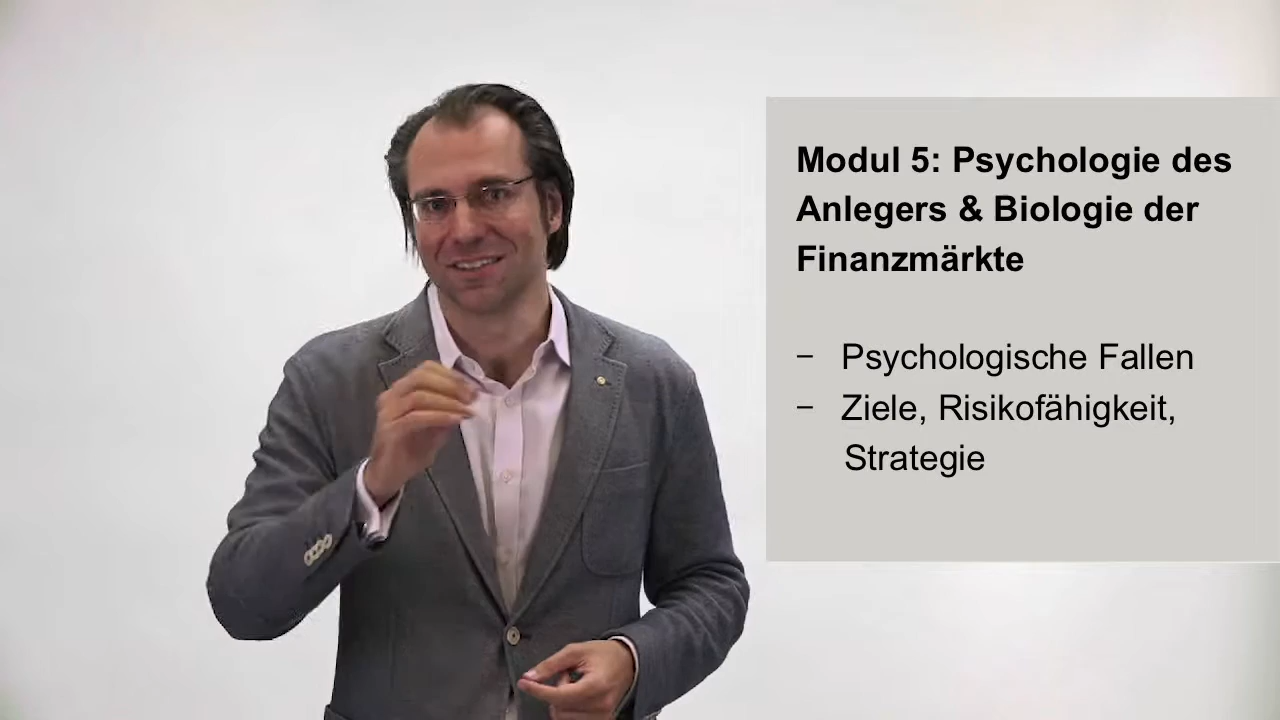 Modul 5: Psychologie des
Anlegers & Biologie der
Finanzmärkte
− Psychologische Fallen
− Ziele, Risikofähigkeit,
Strategie